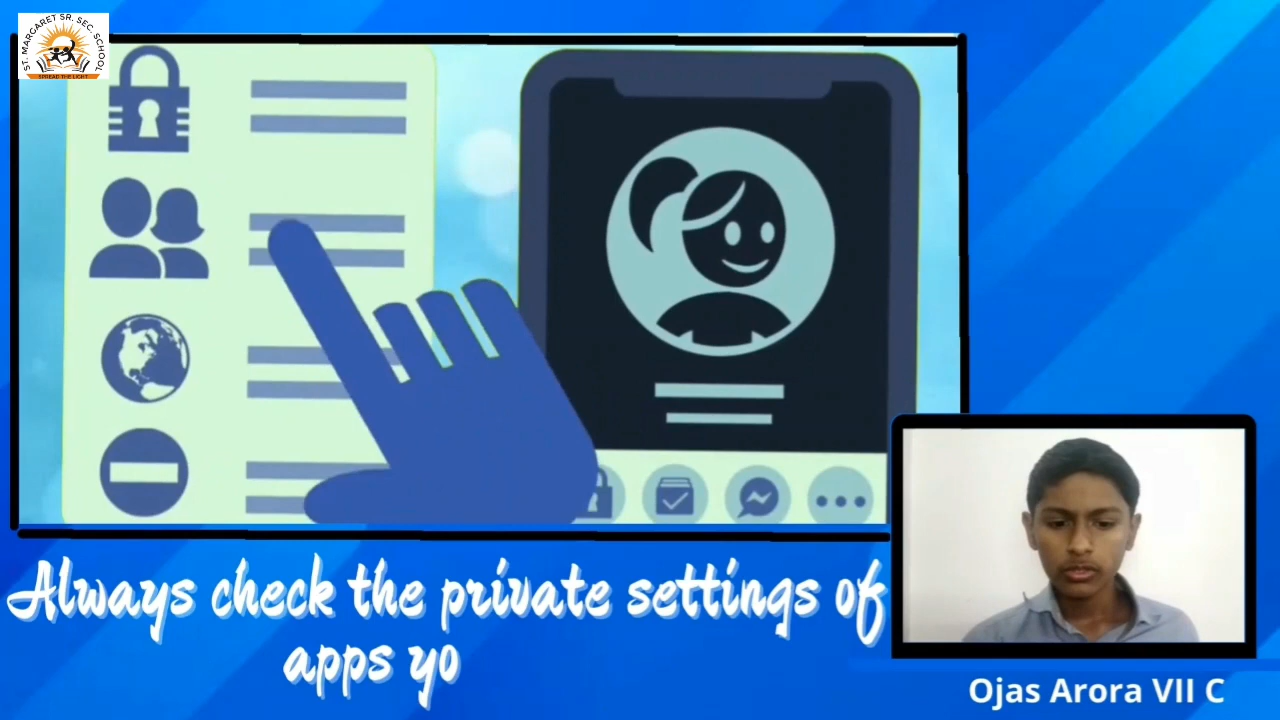 ST. MARGARET SR. SEC. SCHOOL
SPREAD THE LIGHT
Always check the private settings of
apps yo
Ojas Arora VII C